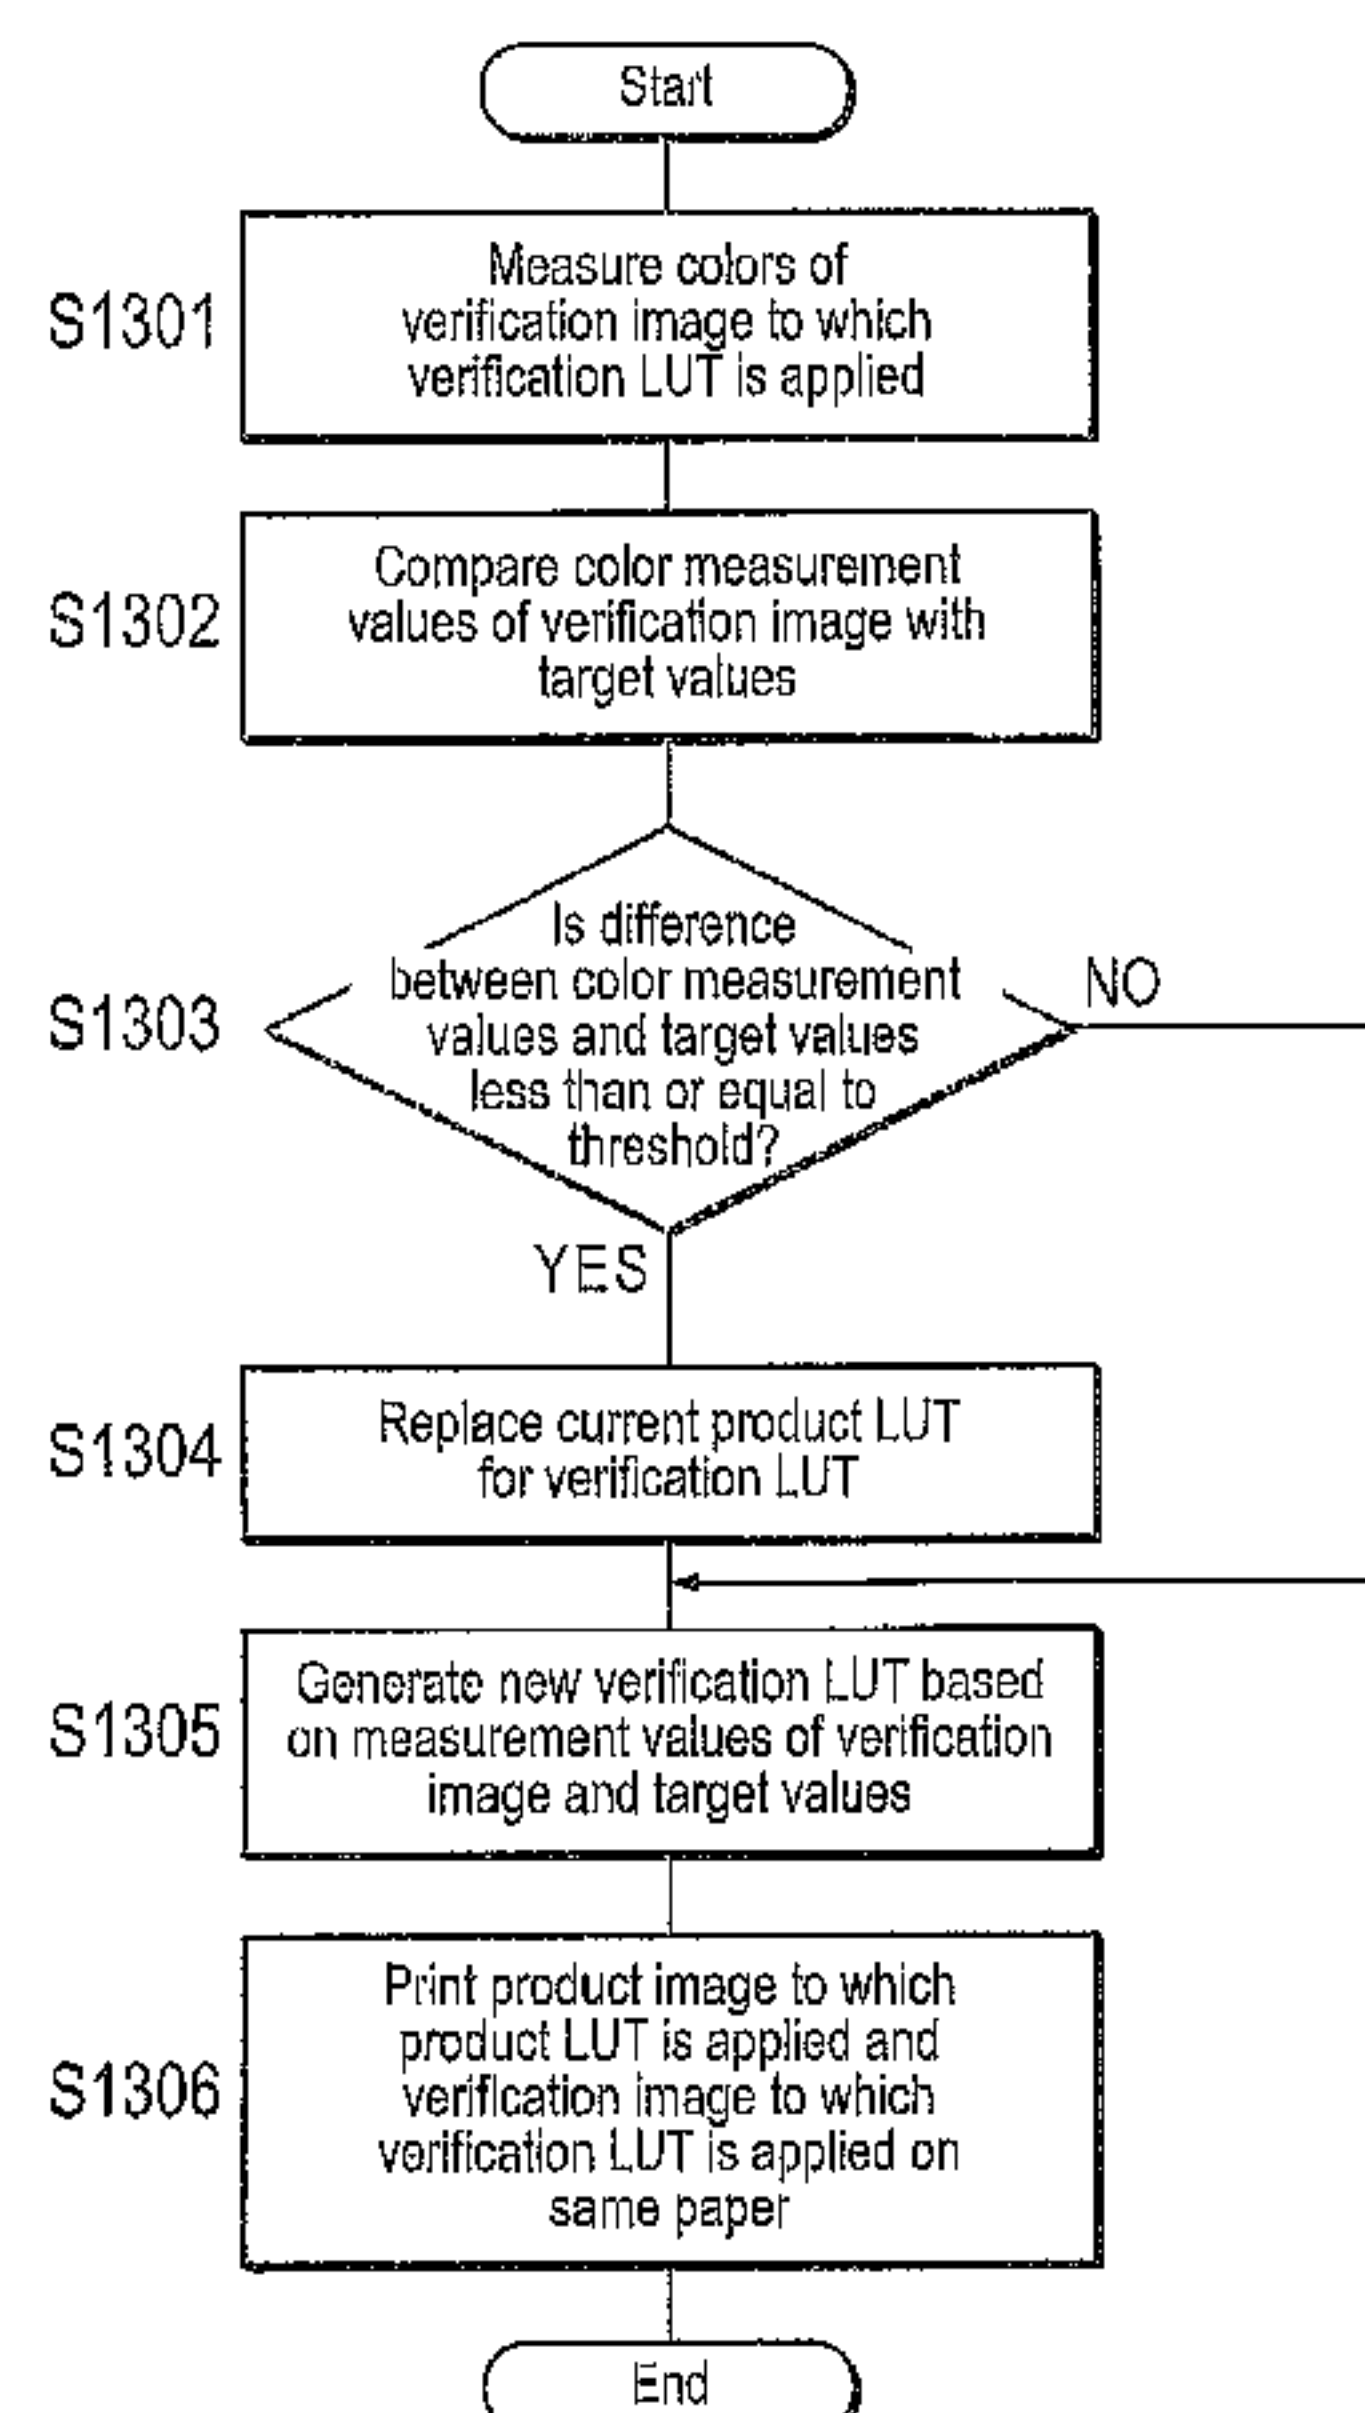 Start
S1301
Measure colors of
verification image to which
verification LUT is applied
S1302
Compare color measurement
values of verification image with
target values
S1303
Is difference
between color measurement
values and target values
less than or equal to
threshold?
NO
YES
S1304
Replace current product LUT
for verification LUT
S1305
Generate new verification LUT based
on measurement values of verification
image and target values
S1306
Print product image to which
product LUT is applied and
verification image to which
verification LUT is applied on
same paper
End